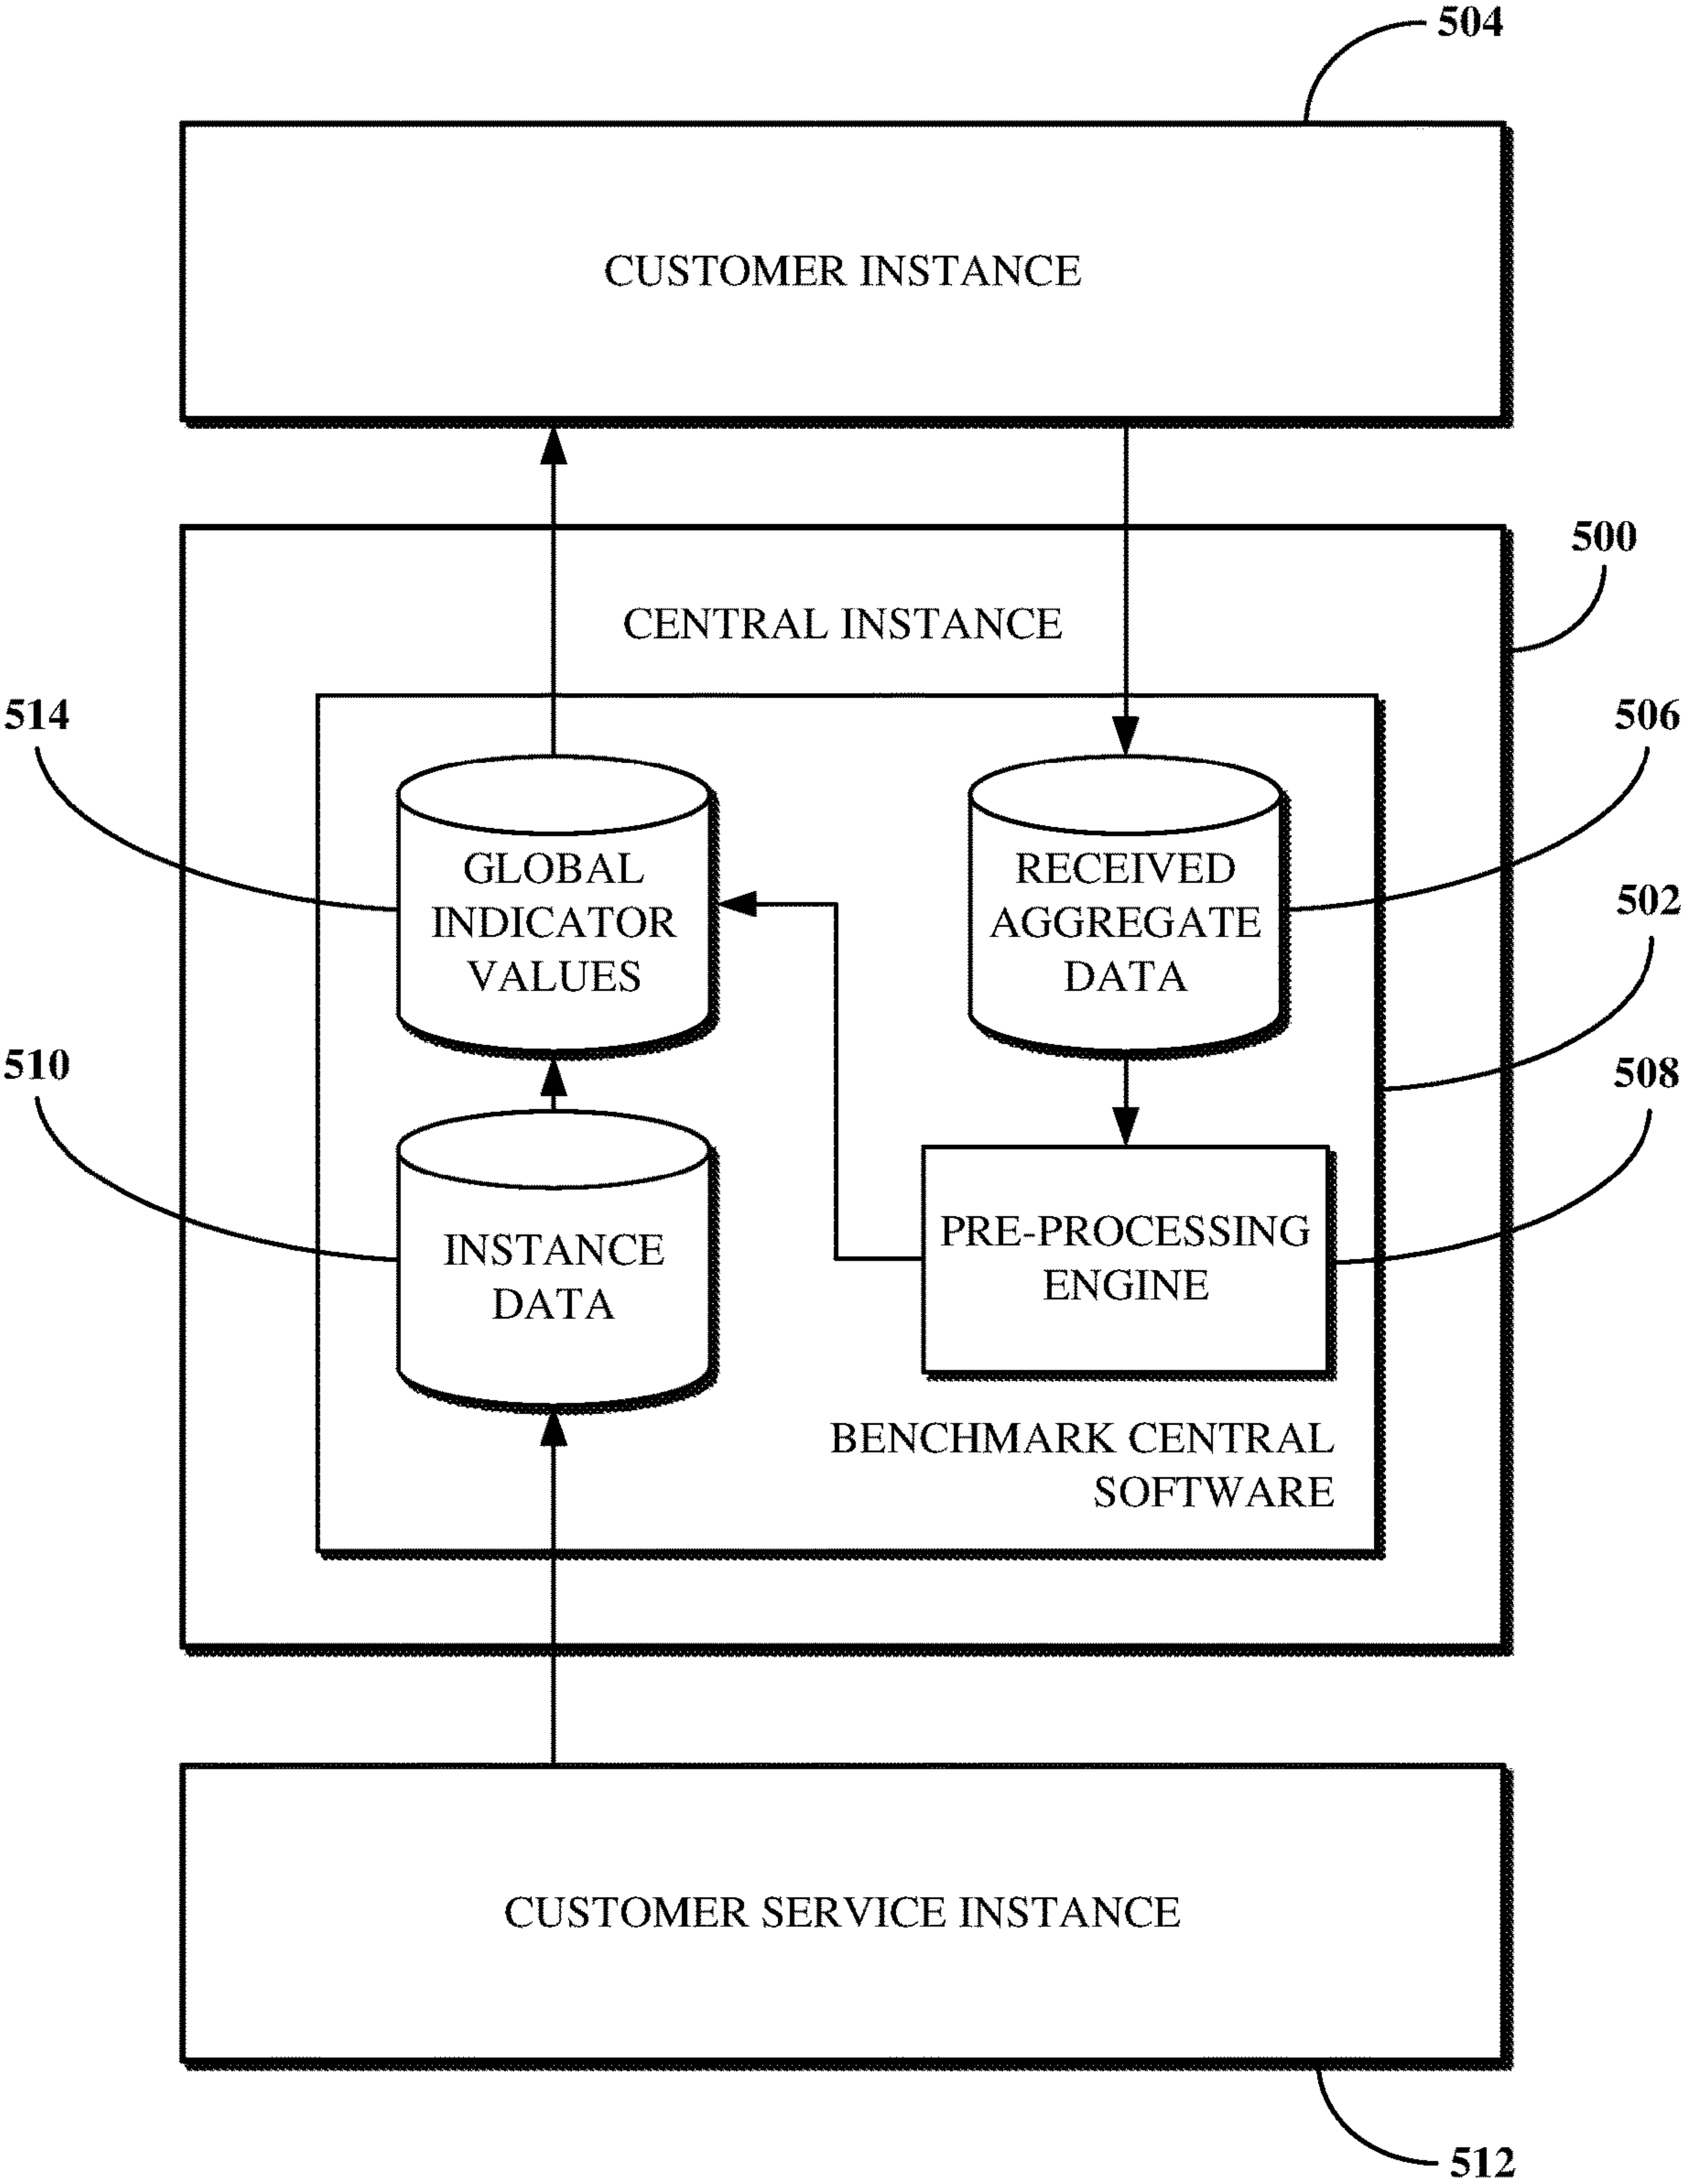 504
CUSTOMER INSTANCE
500
CENTRAL INSTANCE
514
506
GLOBAL
INDICATOR
VALUES
RECEIVED
AGGREGATE
DATA
502
510
508
INSTANCE
DATA
PRE-PROCESSING
ENGINE
BENCHMARK CENTRAL
SOFTWARE
CUSTOMER SERVICE INSTANCE
512